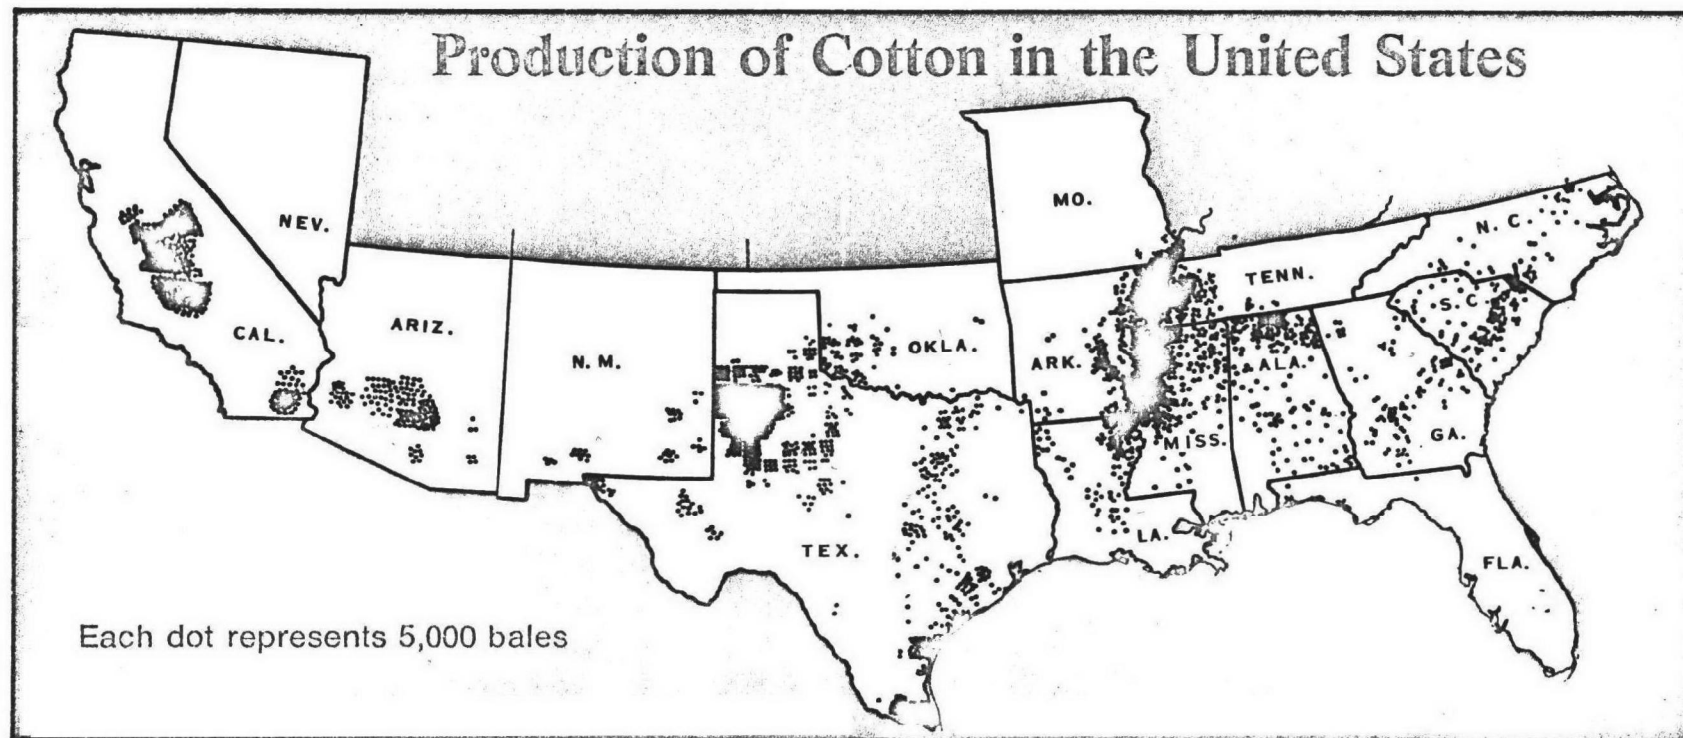 Production of Cotton in the United States
MO.
NEV.
N. C.
TENN.
S. C.
CAL.
ARIZ.
N. M.
OKLA.
ARK.
ALA.
MISS.
GA.
TEX.
LA.
FLA.
Each dot represents 5,000 bales